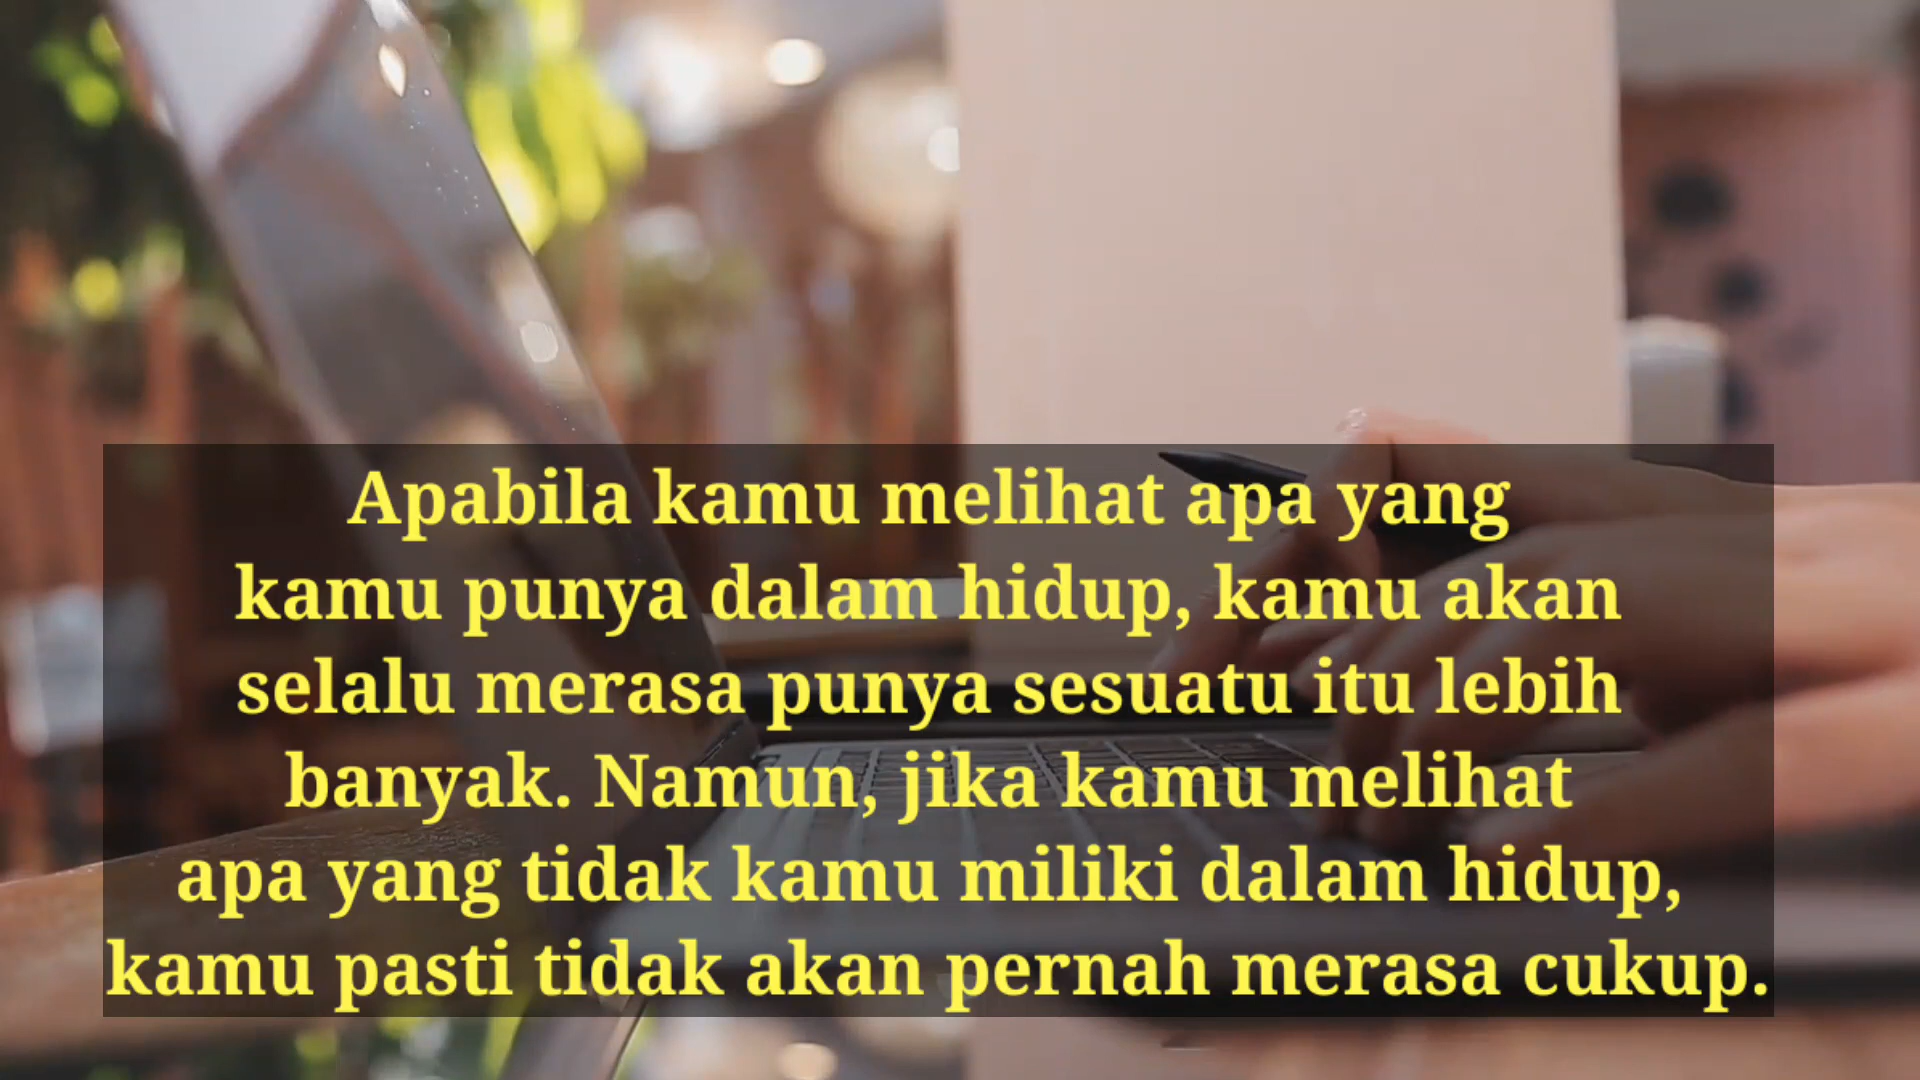 Apabila kamu melihat apa yang
kamu punya dalam hidup, kamu akan
selalu merasa punya sesuatu itu lebih
banyak. Namun, jika kamu melihat
apa yang tidak kamu miliki dalam hidup,
kamu pasti tidak akan pernah merasa cukup.